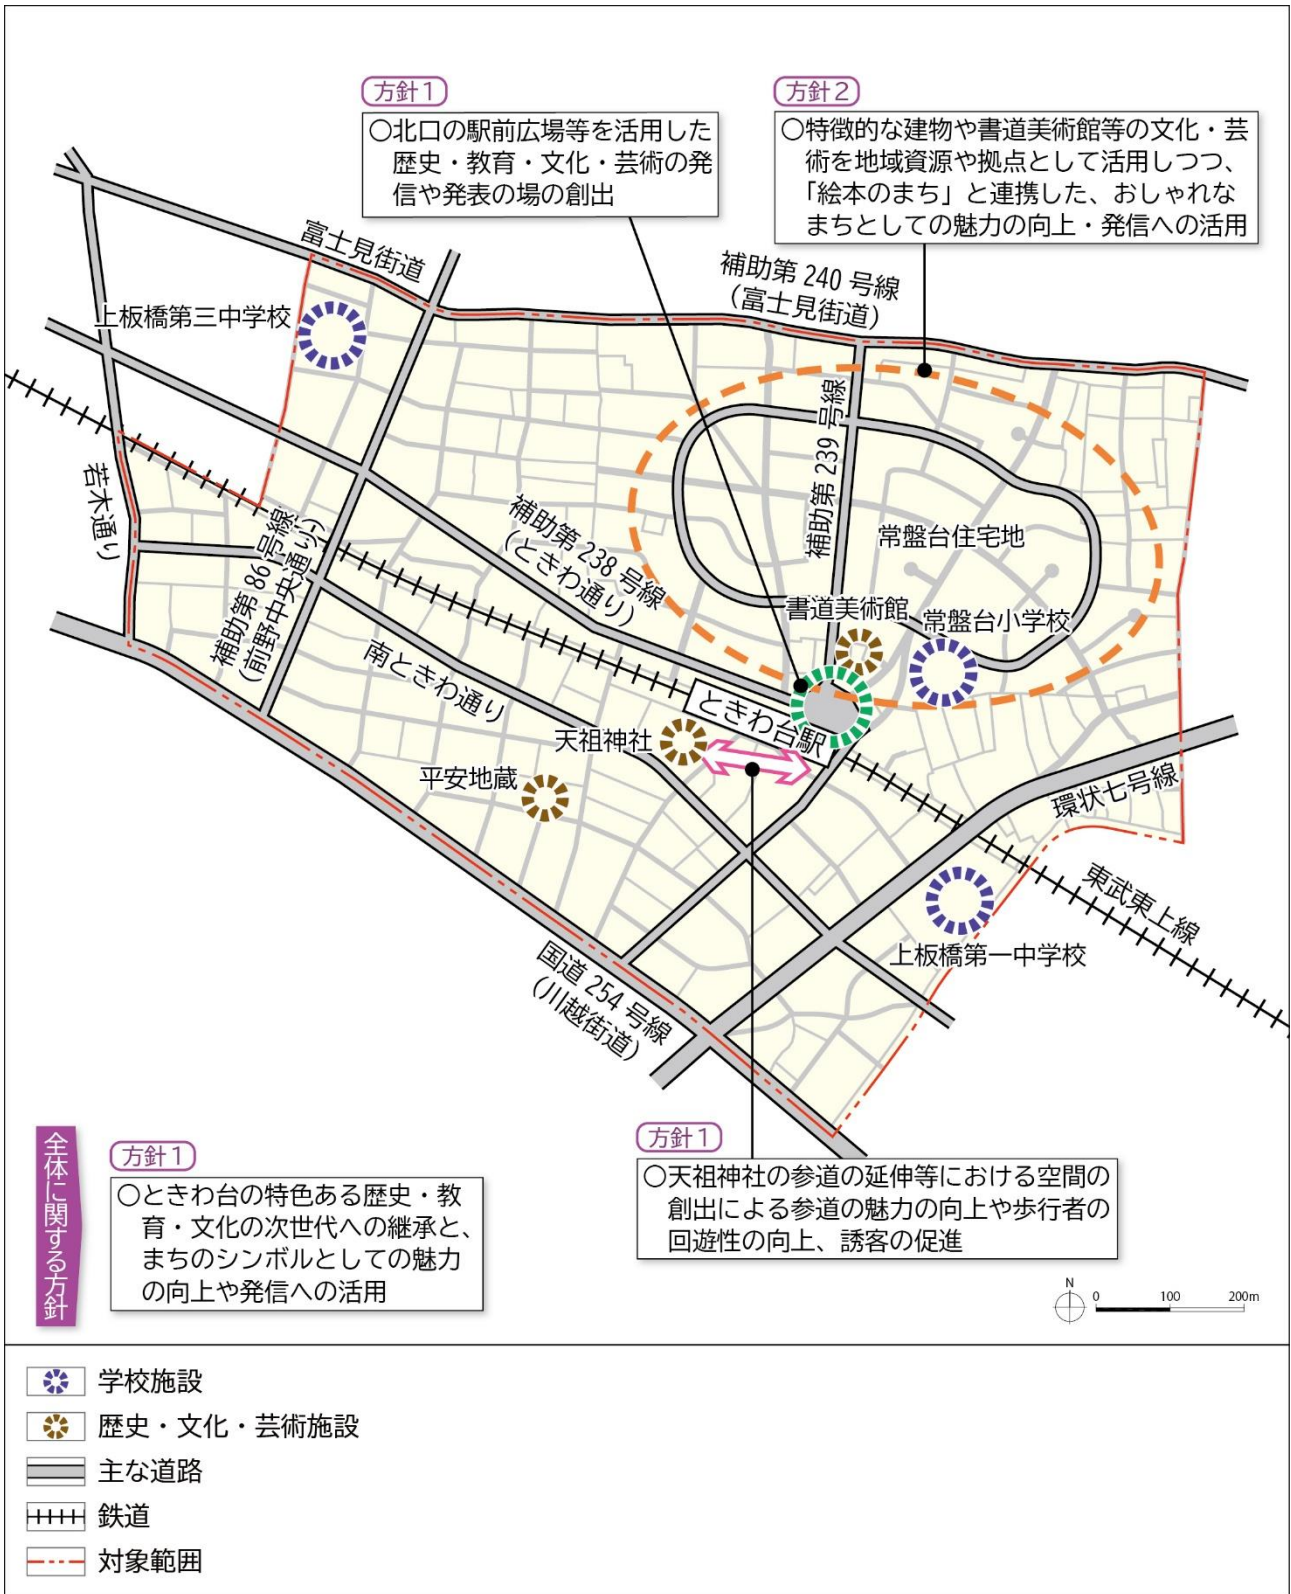 方針1
○北口の駅前広場等を活用した
歴史・教育・文化・芸術の発
信や発表の場の創出
方針2
○特徴的な建物や書道美術館等の文化・芸
術を地域資源や拠点として活用しつつ、
「絵本のまち」と連携した、おしゃれな
まちとしての魅力の向上・発信への活用
富士見街道
補助第 240 号線
(富士見街道)
上板橋第三中学校
若木通り
補助第 86 号線
(前野中央通り)
補助第 238 号線
(ときわ通り)
補助第 239 号線
常盤台住宅地
書道美術館
常盤台小学校
南ときわ通り
ときわ台駅
天祖神社
平安地蔵
環状七号線
東武東上線
上板橋第一中学校
国道 254 号線
(川越街道)
全体に関する方針
方針1
○ときわ台の特色ある歴史・教
育・文化の次世代への継承と、
まちのシンボルとしての魅力
の向上や発信への活用
方針1
○天祖神社の参道の延伸等における空間の
創出による参道の魅力の向上や歩行者の
回遊性の向上、誘客の促進
N
0 100 200m
学校施設
歴史・文化・芸術施設
主な道路
鉄道
対象範囲